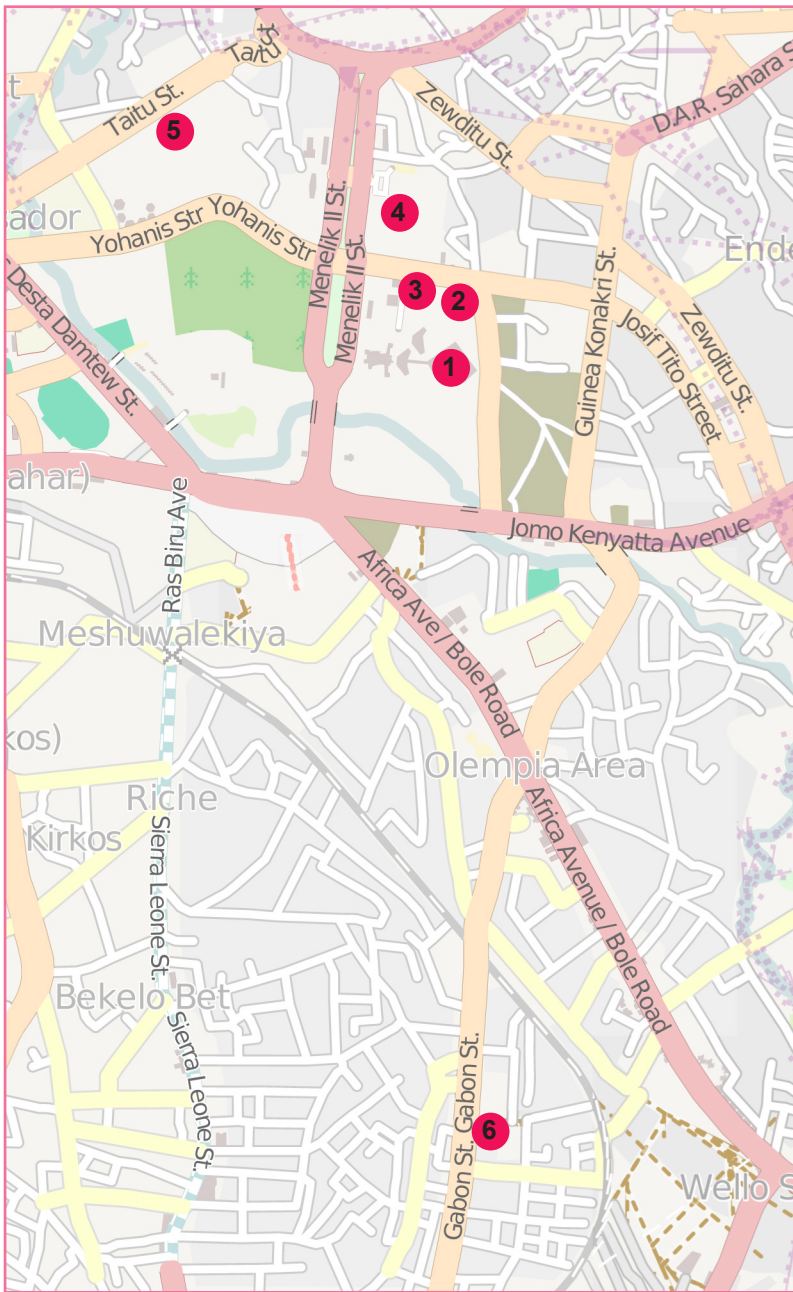 Taitu St.
Taitu St.
5
Zewditu St.
D.A.R. Sahara S
t
ador
Yohanis Str
Yohanis Str
Menelik II St.
Menelik II St.
4
Ende
3
2
1
Guinea Konakri St.
Josif Tito Street
Zewditu St.
Desta Damtew St.
ahar)
Ras Biru Ave
Jomo Kenyatta Avenue
Africa Ave / Bole Road
Meshuwalekiya
kos)
Olempia Area
Riche
Kirkos
Sierra Leone St.
Africa Avenue / Bole Road
Bekelo Bet
Sierra Leone St.
Gabon St.
Gabon St.
6
Wello S